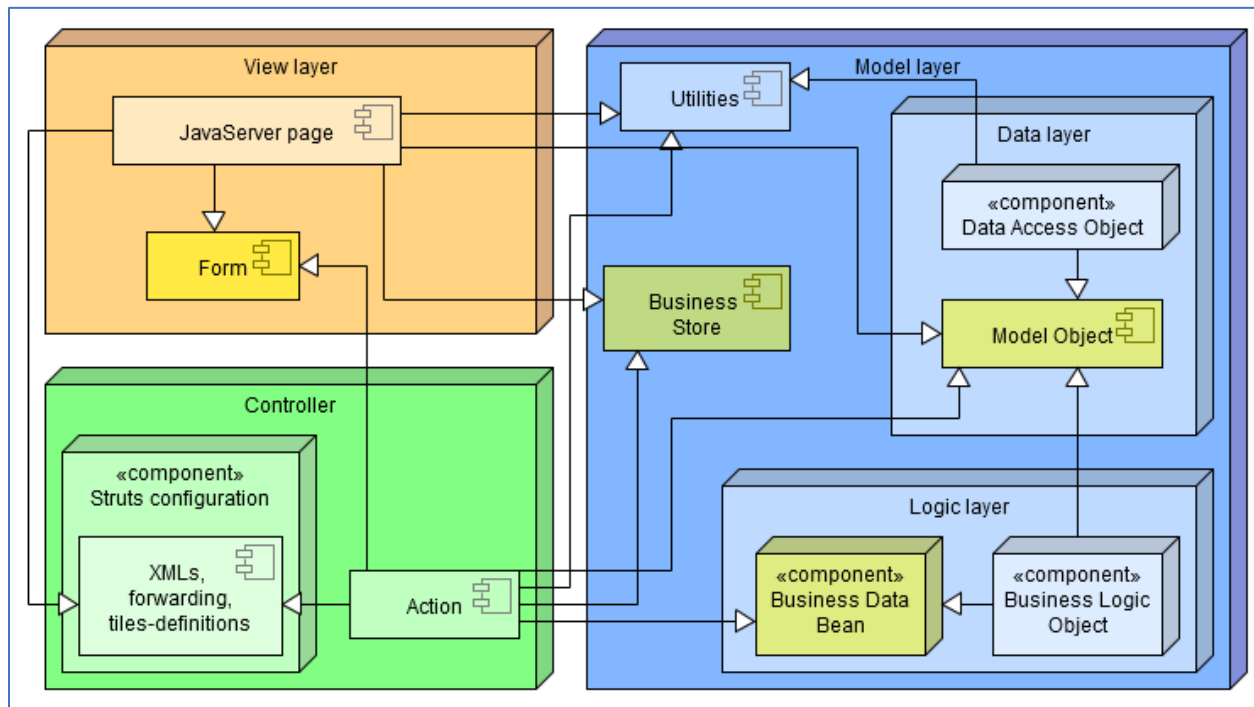 View layer
JavaServer page
Form
Controller
«component»
Struts configuration
XMLs,
forwarding,
tiles-definitions
Action
Model layer
Utilities
Business
Store
Data layer
«component»
Data Access Object
Model Object
Logic layer
«component»
Business Data
Bean
«component»
Business Logic
Object